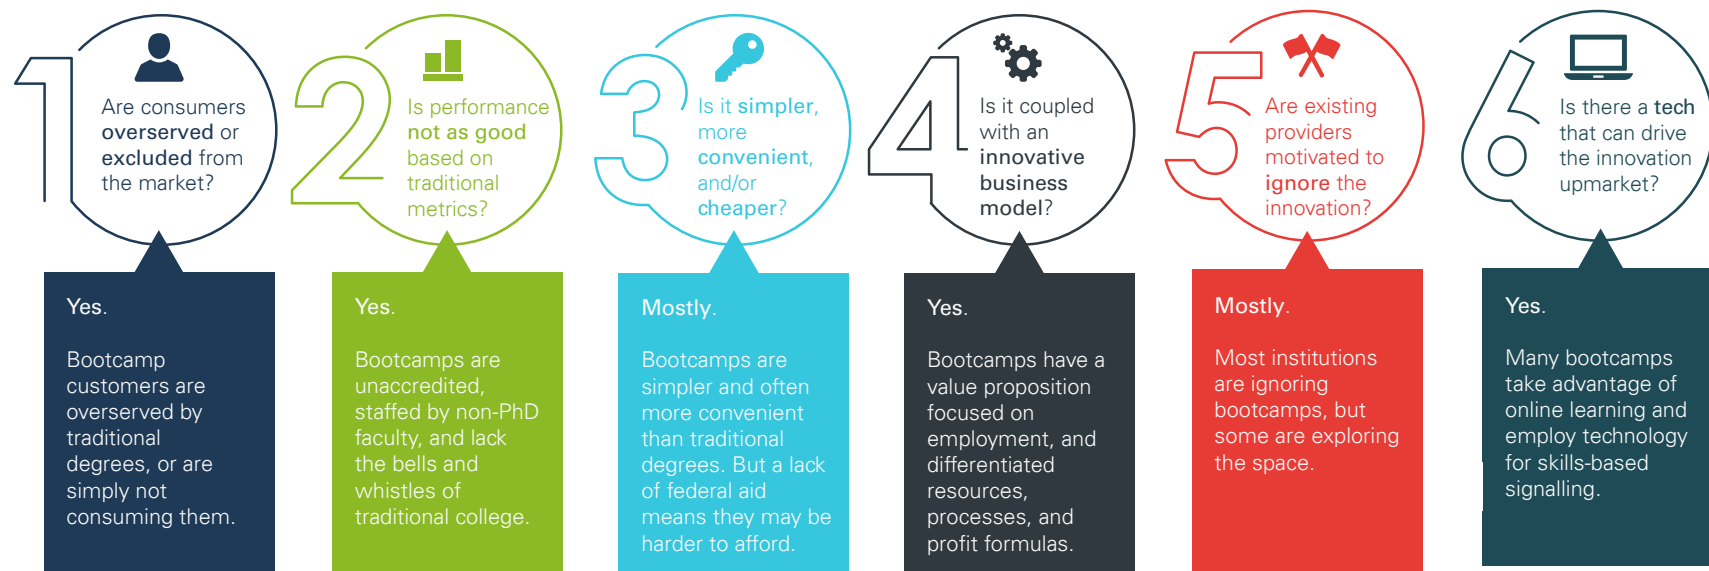 1
Are consumers
overserved or
excluded from
the market?
Yes.
Bootcamp
customers are
overserved by
traditional
degrees, or are
simply not
consuming them.
2
Is performance
not as good
based on
traditional
metrics?
Yes.
Bootcamps are
unaccredited,
staffed by non-PhD
faculty, and lack
the bells and
whistles of
traditional college.
3
Is it simpler,
more
convenient,
and/or
cheaper?
Mostly.
Bootcamps are
simpler and often
more convenient
than traditional
degrees. But a lack
of federal aid
means they may be
harder to afford.
4
Is it coupled
with an
innovative
business
model?
Yes.
Bootcamps have a
value proposition
focused on
employment, and
differentiated
resources,
processes, and
profit formulas.
5
Are existing
providers
motivated to
ignore the
innovation?
Mostly.
Most institutions
are ignoring
bootcamps, but
some are exploring
the space.
6
Is there a tech
that can drive
the innovation
upmarket?
Yes.
Many bootcamps
take advantage of
online learning and
employ technology
for skills-based
signalling.